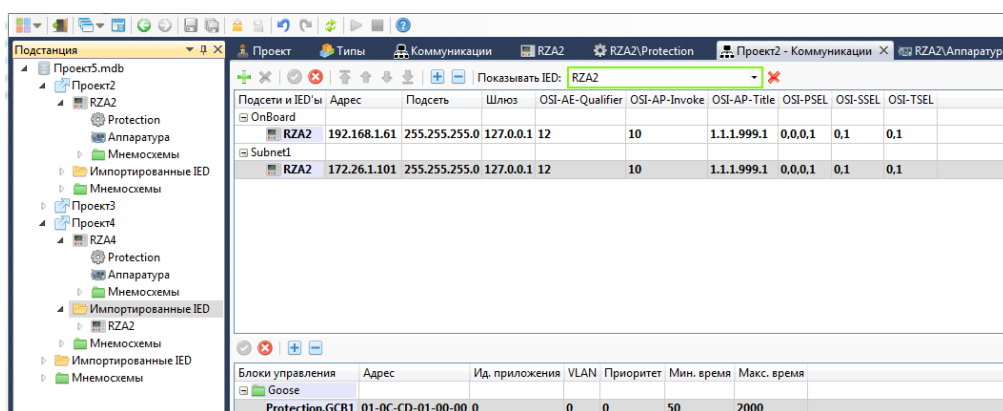 Подстанция
Проект5.mdb
Проект2
RZA2
Protection
Аппаратура
Мнемосхемы
Импортированные IED
Мнемосхемы
Проект3
Проект4
RZA4
Protection
Аппаратура
Мнемосхемы
Импортированные IED
RZA2
Мнемосхемы
Импортированные IED
Мнемосхемы
Проект Типы Коммуникации RZA2 RZA2\Protection Проект2 - Коммуникации RZA2\Аппаратур
Показывать IED: RZA2
Подсети и IED'ы Адрес Подсеть Шлюз OSI-AE-Qualifier OSI-AP-Invoke OSI-AP-Title OSI-PSEL OSI-SSEL OSI-TSEL
OnBoard
RZA2 192.168.1.61 255.255.255.0 127.0.0.1 12 10 1.1.1.999.1 0,0,0,1 0,1 0,1
Subnet1
RZA2 172.26.1.101 255.255.255.0 127.0.0.1 12 10 1.1.1.999.1 0,0,0,1 0,1 0,1
Блоки управления Адрес Ид. приложения VLAN Приоритет Мин. время Макс. время
Goose
Protection.GCB1 01-0C-CD-01-00-00 0 0 0 50 2000